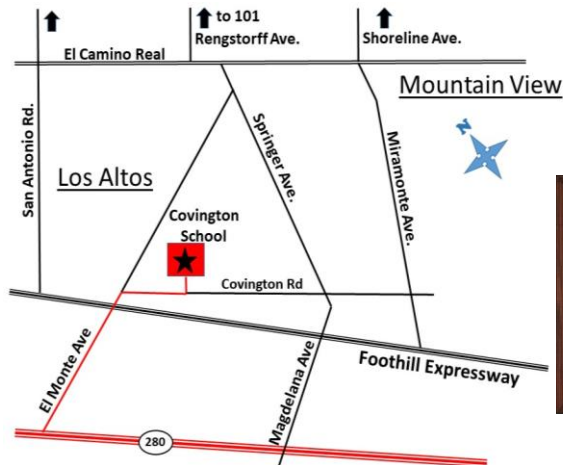 to 101
Rengstorff Ave.
Shoreline Ave.
El Camino Real
Mountain View
N
San Antonio Rd.
Los Altos
Springer Ave.
Miramonte Ave.
Covington
School
Covington Rd
El Monte Ave
Magdelana Ave
Foothill Expressway
280